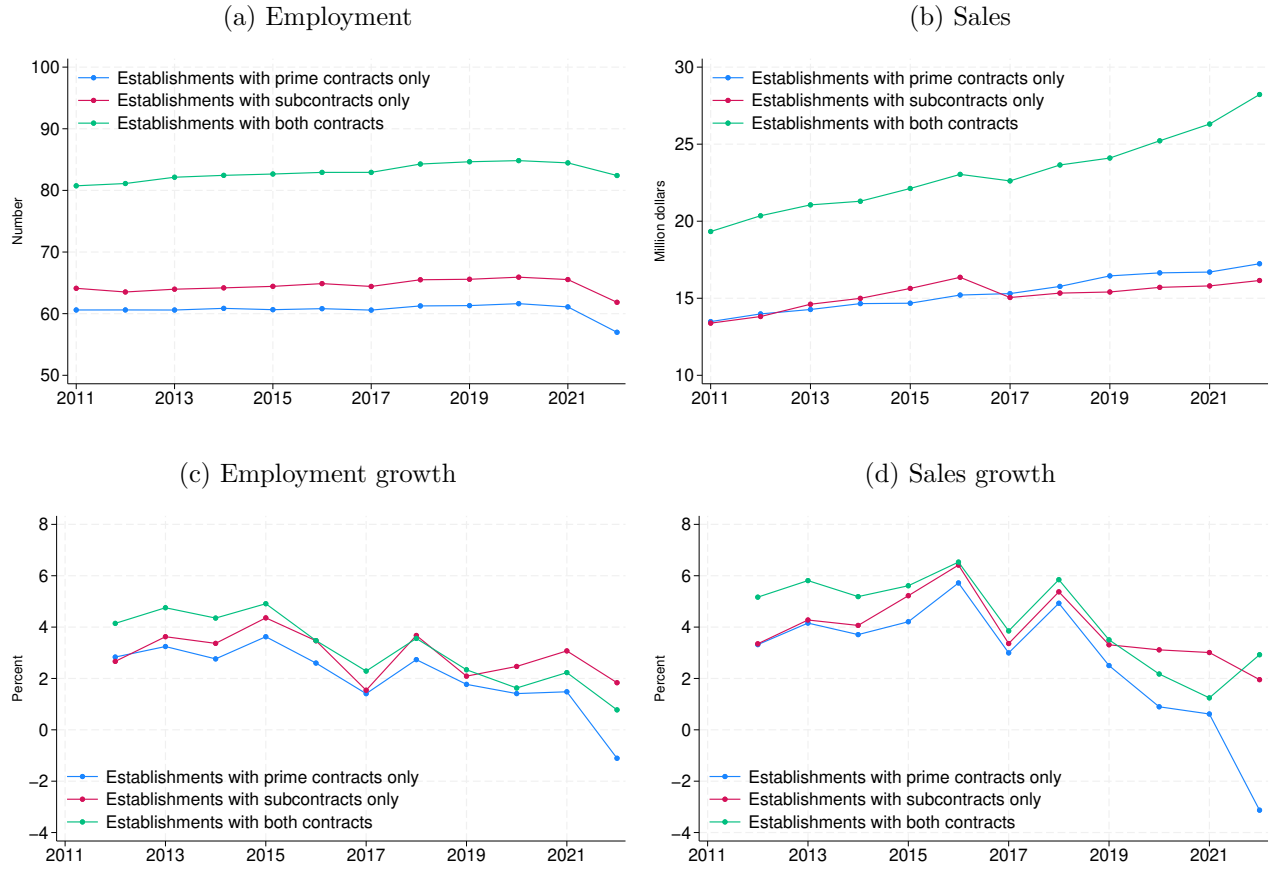 (a) Employment
Number
100
90
80
70
60
50
Establishments with prime contracts only
Establishments with subcontracts only
Establishments with both contracts
2011 2013 2015 2017 2019 2021
(b) Sales
Million dollars
30
25
20
15
10
Establishments with prime contracts only
Establishments with subcontracts only
Establishments with both contracts
2011 2013 2015 2017 2019 2021
(c) Employment growth
Percent
8
6
4
2
0
−2
−4
Establishments with prime contracts only
Establishments with subcontracts only
Establishments with both contracts
2011 2013 2015 2017 2019 2021
(d) Sales growth
Percent
8
6
4
2
0
−2
−4
Establishments with prime contracts only
Establishments with subcontracts only
Establishments with both contracts
2011 2013 2015 2017 2019 2021